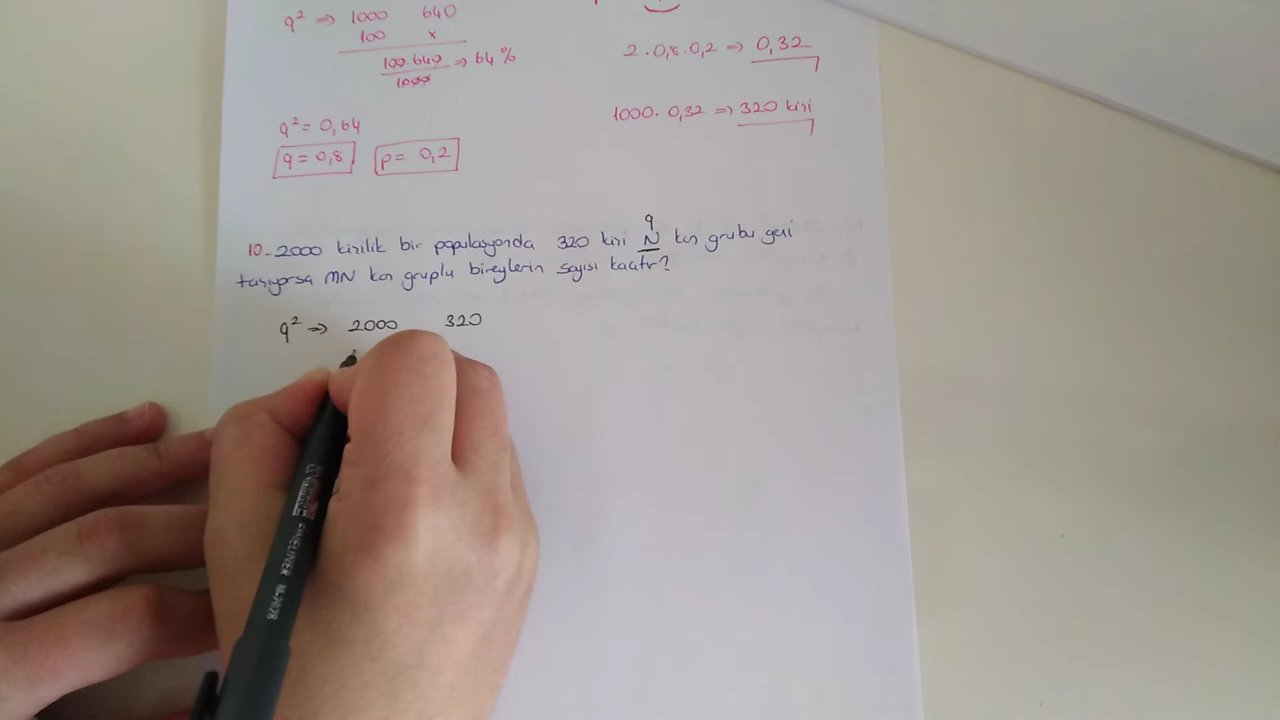 q² ⇒ 1000 640
100 x
100.640 ⇒ 64 %
1000
q² = 0,64
q = 0,8 p = 0,2
2.0,8.0,2 ⇒ 0,32
1000. 0,32 ⇒ 320 kişi
q
10- 2000 kişilik bir populasyonda 320 kişi N kan grubu geni
taşıyorsa MN kan gruplu bireylerin sayısı kaçtır?
q² ⇒ 2000 320
FINELINER